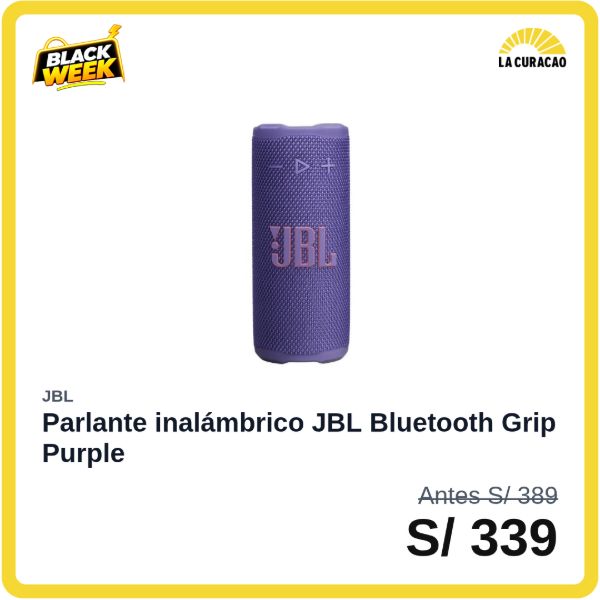 BLACK
WEEK
LA CURACAO
JBL
JBL
Parlante inalámbrico JBL Bluetooth Grip
Purple
Antes S/ 389
S/ 339